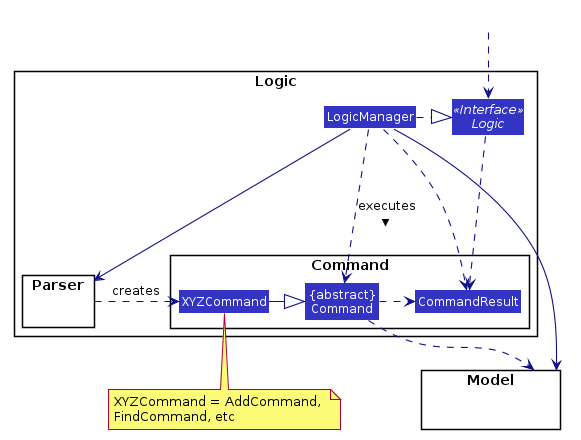 Logic
LogicManager
«Interface»
Logic
executes
Parser
creates
Command
XYZCommand
{abstract}
Command
CommandResult
Model
XYZCommand = AddCommand,
FindCommand, etc